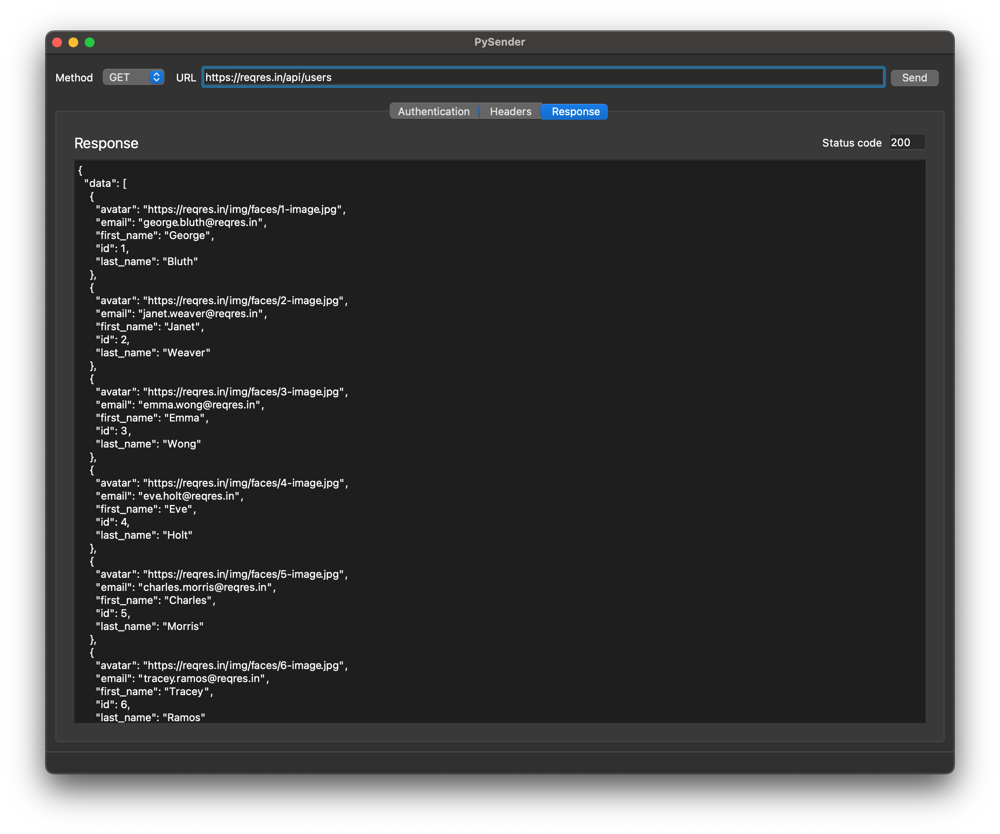 PySender
Method GET URL https://reqres.in/api/users Send
Authentication Headers Response
Response Status code 200
{
"data": [
{
"avatar": "https://reqres.in/img/faces/1-image.jpg",
"email": "george.bluth@reqres.in",
"first_name": "George",
"id": 1,
"last_name": "Bluth"
},
{
"avatar": "https://reqres.in/img/faces/2-image.jpg",
"email": "janet.weaver@reqres.in",
"first_name": "Janet",
"id": 2,
"last_name": "Weaver"
},
{
"avatar": "https://reqres.in/img/faces/3-image.jpg",
"email": "emma.wong@reqres.in",
"first_name": "Emma",
"id": 3,
"last_name": "Wong"
},
{
"avatar": "https://reqres.in/img/faces/4-image.jpg",
"email": "eve.holt@reqres.in",
"first_name": "Eve",
"id": 4,
"last_name": "Holt"
},
{
"avatar": "https://reqres.in/img/faces/5-image.jpg",
"email": "charles.morris@reqres.in",
"first_name": "Charles",
"id": 5,
"last_name": "Morris"
},
{
"avatar": "https://reqres.in/img/faces/6-image.jpg",
"email": "tracey.ramos@reqres.in",
"first_name": "Tracey",
"id": 6,
"last_name": "Ramos"